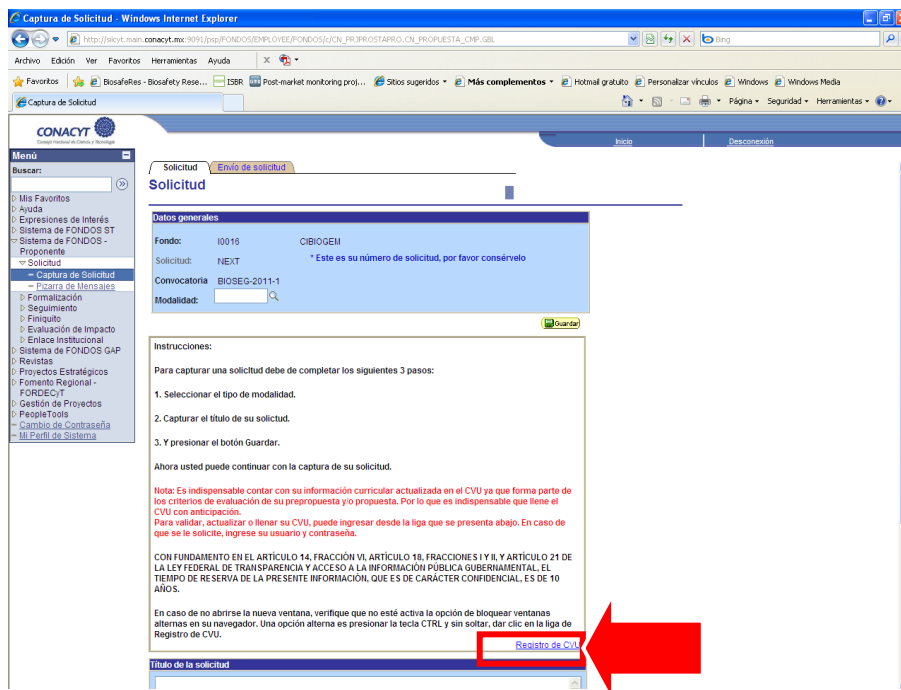 Captura de Solicitud - Windows Internet Explorer
http://siicyt.main.conacyt.mx:9091/psp/FONDOS/EMPLOYEE/FONDOS/c/CN_PRJPROSTAPRO.CN_PROPUESTA_CMP.GBL
Bing
Archivo Edición Ver Favoritos Herramientas Ayuda X
Favoritos BiosafeRes - Biosafety Rese... ISBR Post-market monitoring proj... Sitios sugeridos Más complementos Hotmail gratuito Personalizar vínculos Windows Windows Media
Captura de Solicitud
Página Seguridad Herramientas
CONACYT
Consejo Nacional de Ciencia y Tecnología
Inicio Desconexión
Menú
Buscar:
Mis Favoritos
Ayuda
Expresiones de Interés
Sistema de FONDOS ST
Sistema de FONDOS -
Proponente
Solicitud
– Captura de Solicitud
– Pizarra de Mensajes
Formalización
Seguimiento
Finiquito
Evaluación de Impacto
Enlace Institucional
Sistema de FONDOS GAP
Revistas
Proyectos Estratégicos
Fomento Regional -
FORDECyT
Gestión de Proyectos
PeopleTools
– Cambio de Contraseña
– Mi Perfil de Sistema
Solicitud Envío de solicitud
Solicitud
Datos generales
Fondo: I0016 CIBIOGEM
Solicitud: NEXT * Este es su número de solicitud, por favor consérvelo
Convocatoria BIOSEG-2011-1
Modalidad:
Guardar
Instrucciones:
Para capturar una solicitud debe de completar los siguientes 3 pasos:
1. Seleccionar el tipo de modalidad.
2. Capturar el título de su solictud.
3. Y presionar el botón Guardar.
Ahora usted puede continuar con la captura de su solicitud.
Nota: Es indispensable contar con su información curricular actualizada en el CVU ya que forma parte de
los criterios de evaluación de su prepropuesta y/o propuesta. Por lo que es indispensable que llene el
CVU con anticipación.
Para validar, actualizar o llenar su CVU, puede ingresar desde la liga que se presenta abajo. En caso de
que se le solicite, ingrese su usuario y contraseña.
CON FUNDAMENTO EN EL ARTÍCULO 14, FRACCIÓN VI, ARTÍCULO 18, FRACCIONES I Y II, Y ARTÍCULO 21 DE
LA LEY FEDERAL DE TRANSPARENCIA Y ACCESO A LA INFORMACIÓN PÚBLICA GUBERNAMENTAL, EL
TIEMPO DE RESERVA DE LA PRESENTE INFORMACIÓN, QUE ES DE CARÁCTER CONFIDENCIAL, ES DE 10
AÑOS.
En caso de no abrirse la nueva ventana, verifique que no esté activa la opción de bloquear ventanas
alternas en su navegador. Una opción alterna es presionar la tecla CTRL y sin soltar, dar clic en la liga de
Registro de CVU.
Registro de CVU
Título de la solicitud